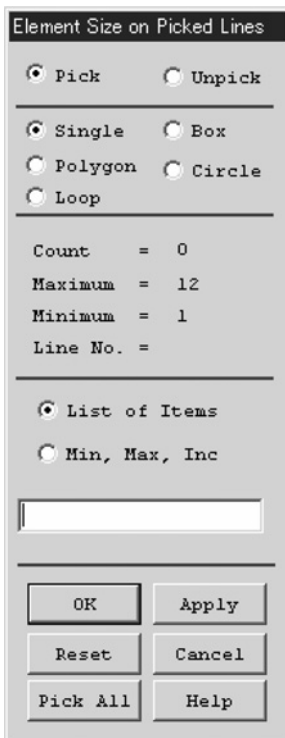 Element Size on Picked Lines
Pick Unpick
Single Box
Polygon Circle
Loop
Count = 0
Maximum = 12
Minimum = 1
Line No. =
List of Items
Min, Max, Inc
OK Apply
Reset Cancel
Pick All Help